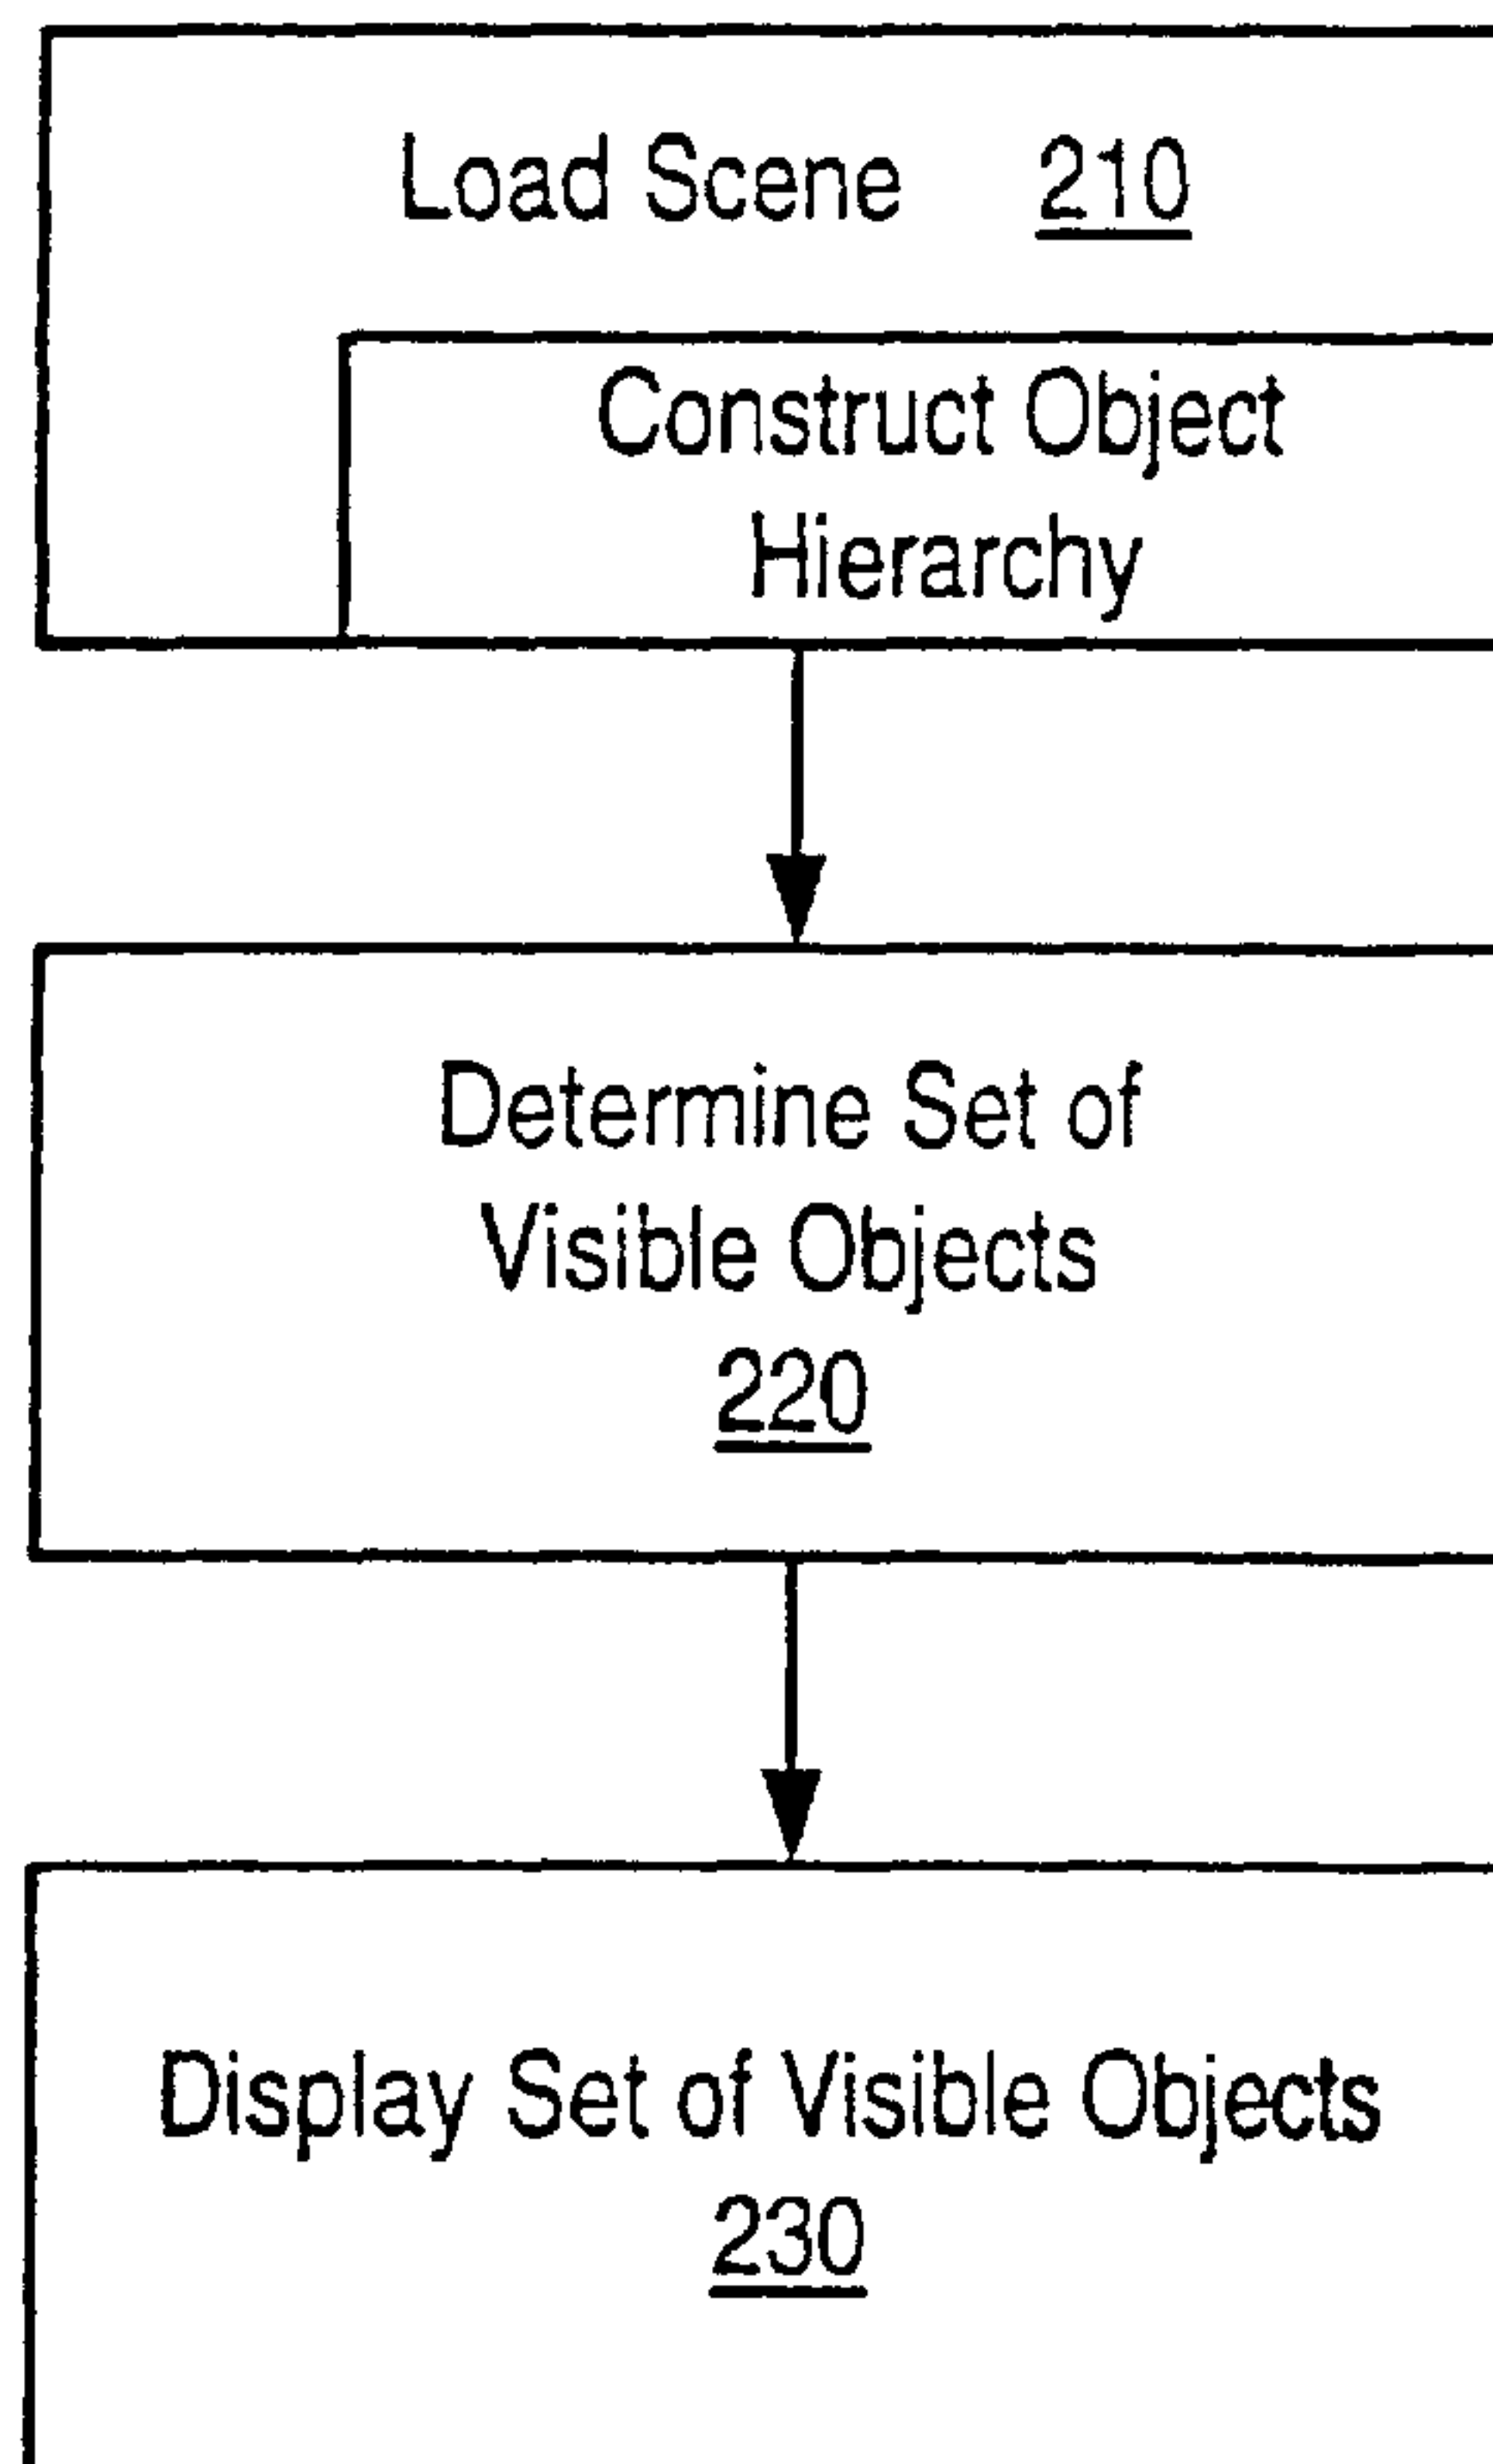 Load Scene 210
Construct Object
Hierarchy
Determine Set of
Visible Objects
220
Display Set of Visible Objects
230